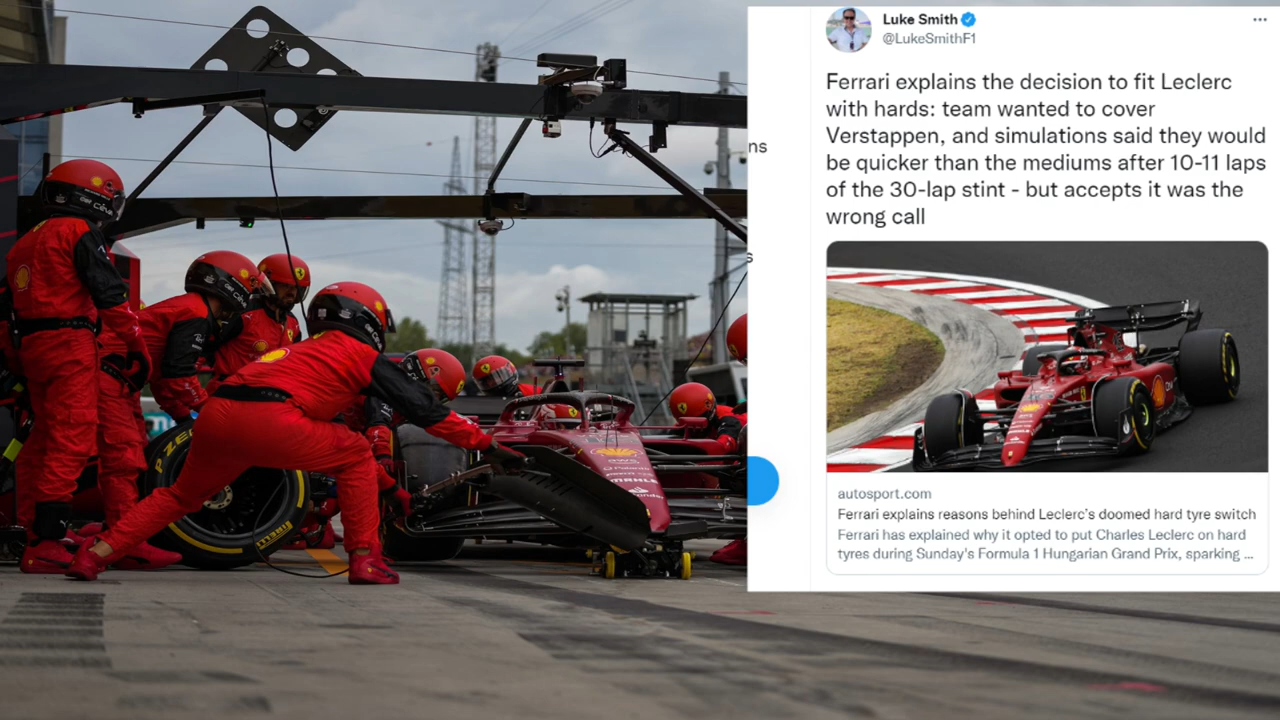 Luke Smith
@LukeSmithF1
Ferrari explains the decision to fit Leclerc
with hards: team wanted to cover
Verstappen, and simulations said they would
be quicker than the mediums after 10-11 laps
of the 30-lap stint - but accepts it was the
wrong call
ns
s
autosport.com
Ferrari explains reasons behind Leclerc's doomed hard tyre switch
Ferrari has explained why it opted to put Charles Leclerc on hard
tyres during Sunday's Formula 1 Hungarian Grand Prix, sparking ...